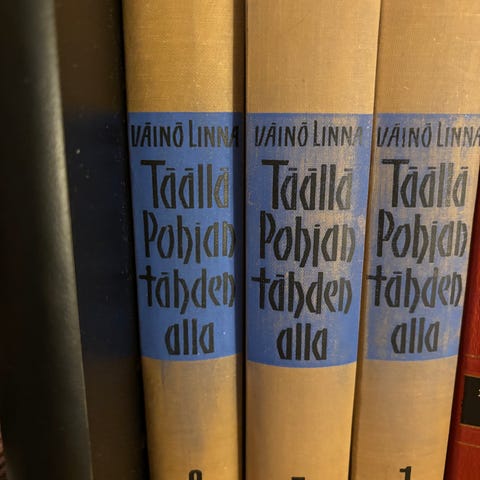 VÄINÖ LINNA
Täällä
Pohjan
tähden
alla
VÄINÖ LINNA
Täällä
Pohjan
tähden
alla
VÄINÖ LINNA
Täällä
Pohjan
tähden
alla
1